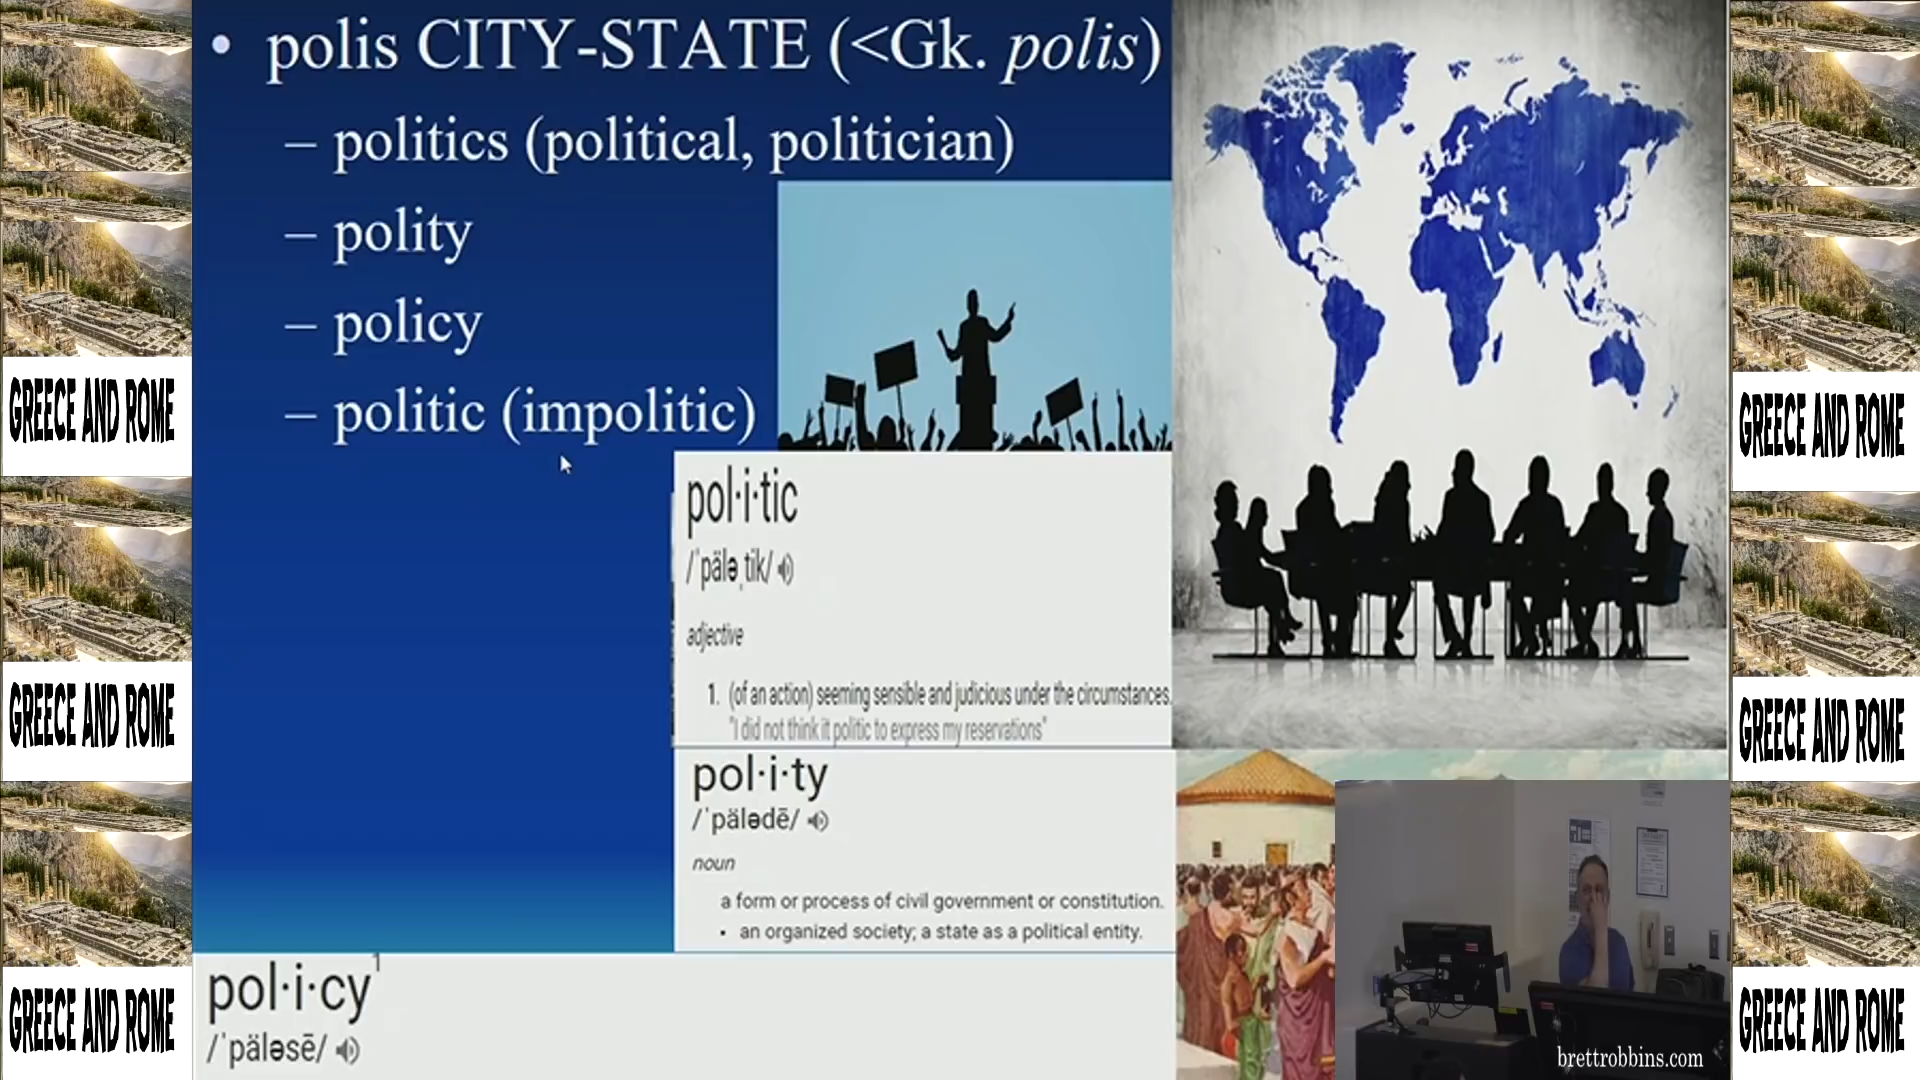 • polis CITY-STATE (<Gk. polis)
– politics (political, politician)
– polity
– policy
– politic (impolitic)
pol·i·tic
/ˈpäləˌtik/
adjective
1. (of an action) seeming sensible and judicious under the circumstances.
"I did not think it politic to express my reservations"
pol·i·ty
/ˈpälədē/
noun
a form or process of civil government or constitution.
• an organized society; a state as a political entity.
pol·i·cy¹
/ˈpäləsē/
GREECE AND ROME
GREECE AND ROME
GREECE AND ROME
GREECE AND ROME
GREECE AND ROME
GREECE AND ROME
brettrobbins.com